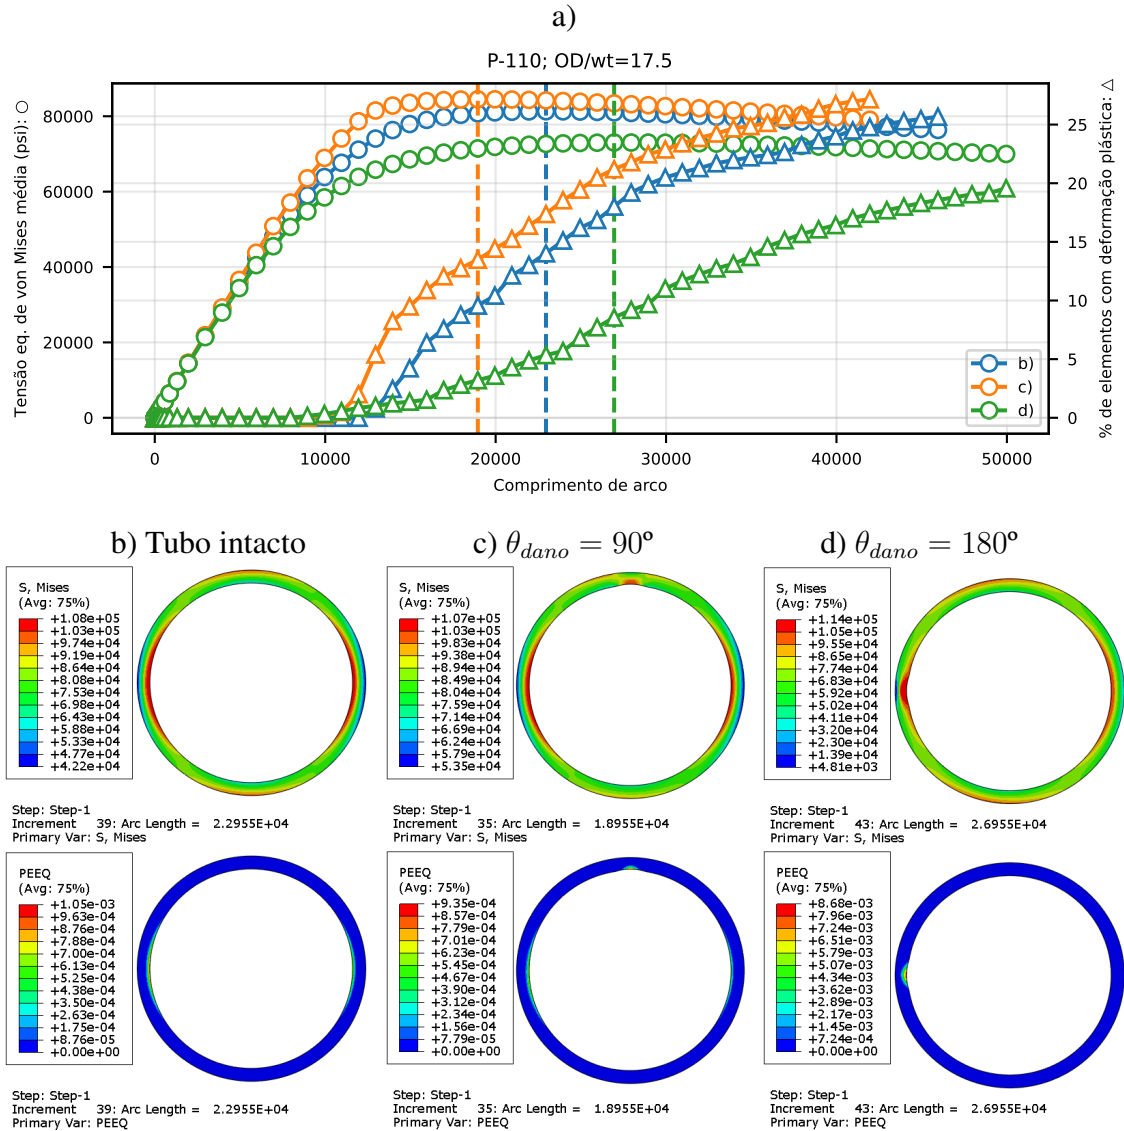 a)
P-110; OD/wt=17.5
Tensão eq. de von Mises média (psi): ○
80000
60000
40000
20000
0
% de elementos com deformação plástica: △
25
20
15
10
5
0
b)
c)
d)
0 10000 20000 30000 40000 50000
Comprimento de arco
b) Tubo intacto
S, Mises
(Avg: 75%)
+1.08e+05
+1.03e+05
+9.74e+04
+9.19e+04
+8.64e+04
+8.08e+04
+7.53e+04
+6.98e+04
+6.43e+04
+5.88e+04
+5.33e+04
+4.77e+04
+4.22e+04
Step: Step-1
Increment 39: Arc Length = 2.2955E+04
Primary Var: S, Mises
c) θ_dano = 90º
S, Mises
(Avg: 75%)
+1.07e+05
+1.03e+05
+9.83e+04
+9.38e+04
+8.94e+04
+8.49e+04
+8.04e+04
+7.59e+04
+7.14e+04
+6.69e+04
+6.24e+04
+5.79e+04
+5.35e+04
Step: Step-1
Increment 35: Arc Length = 1.8955E+04
Primary Var: S, Mises
d) θ_dano = 180º
S, Mises
(Avg: 75%)
+1.14e+05
+1.05e+05
+9.55e+04
+8.65e+04
+7.74e+04
+6.83e+04
+5.92e+04
+5.02e+04
+4.11e+04
+3.20e+04
+2.30e+04
+1.39e+04
+4.81e+03
Step: Step-1
Increment 43: Arc Length = 2.6955E+04
Primary Var: S, Mises
PEEQ
(Avg: 75%)
+1.05e-03
+9.63e-04
+8.76e-04
+7.88e-04
+7.00e-04
+6.13e-04
+5.25e-04
+4.38e-04
+3.50e-04
+2.63e-04
+1.75e-04
+8.76e-05
+0.00e+00
Step: Step-1
Increment 39: Arc Length = 2.2955E+04
Primary Var: PEEQ
PEEQ
(Avg: 75%)
+9.35e-04
+8.57e-04
+7.79e-04
+7.01e-04
+6.23e-04
+5.45e-04
+4.67e-04
+3.90e-04
+3.12e-04
+2.34e-04
+1.56e-04
+7.79e-05
+0.00e+00
Step: Step-1
Increment 35: Arc Length = 1.8955E+04
Primary Var: PEEQ
PEEQ
(Avg: 75%)
+8.68e-03
+7.96e-03
+7.24e-03
+6.51e-03
+5.79e-03
+5.07e-03
+4.34e-03
+3.62e-03
+2.89e-03
+2.17e-03
+1.45e-03
+7.24e-04
+0.00e+00
Step: Step-1
Increment 43: Arc Length = 2.6955E+04
Primary Var: PEEQ